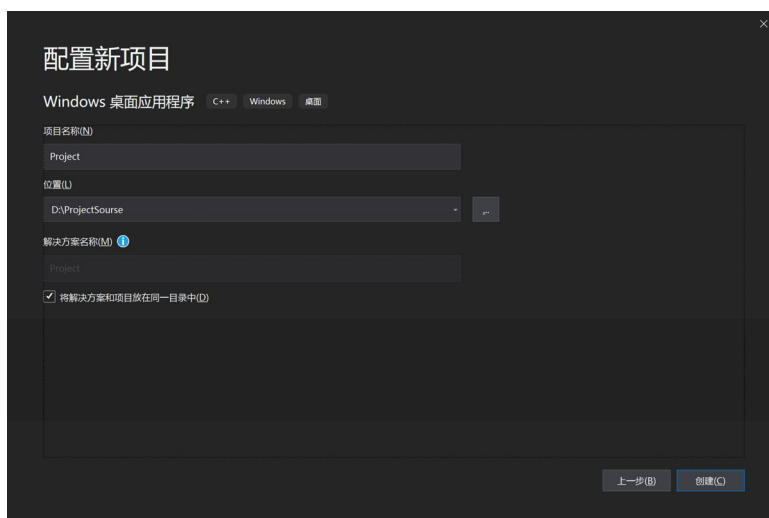 配置新项目
Windows 桌面应用程序 C++ Windows 桌面
项目名称(N)
Project
位置(L)
D:\ProjectSourse
...
解决方案名称(M)
Project
将解决方案和项目放在同一目录中(D)
上一步(B) 创建(C)